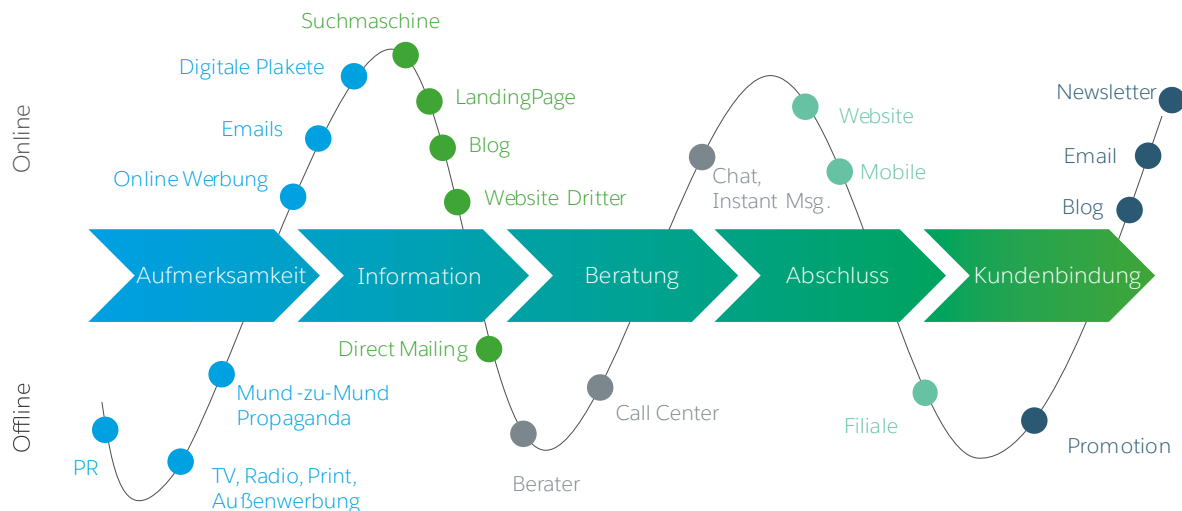 Suchmaschine
Digitale Plakete
LandingPage
Newsletter
Website
Emails
Blog
Email
Online
Online Werbung
Mobile
Chat,
Instant Msg.
Website Dritter
Blog
Aufmerksamkeit
Information
Beratung
Abschluss
Kundenbindung
Direct Mailing
Mund-zu-Mund
Propaganda
Call Center
Offline
Filiale
Promotion
PR
TV, Radio, Print,
Außenwerbung
Berater